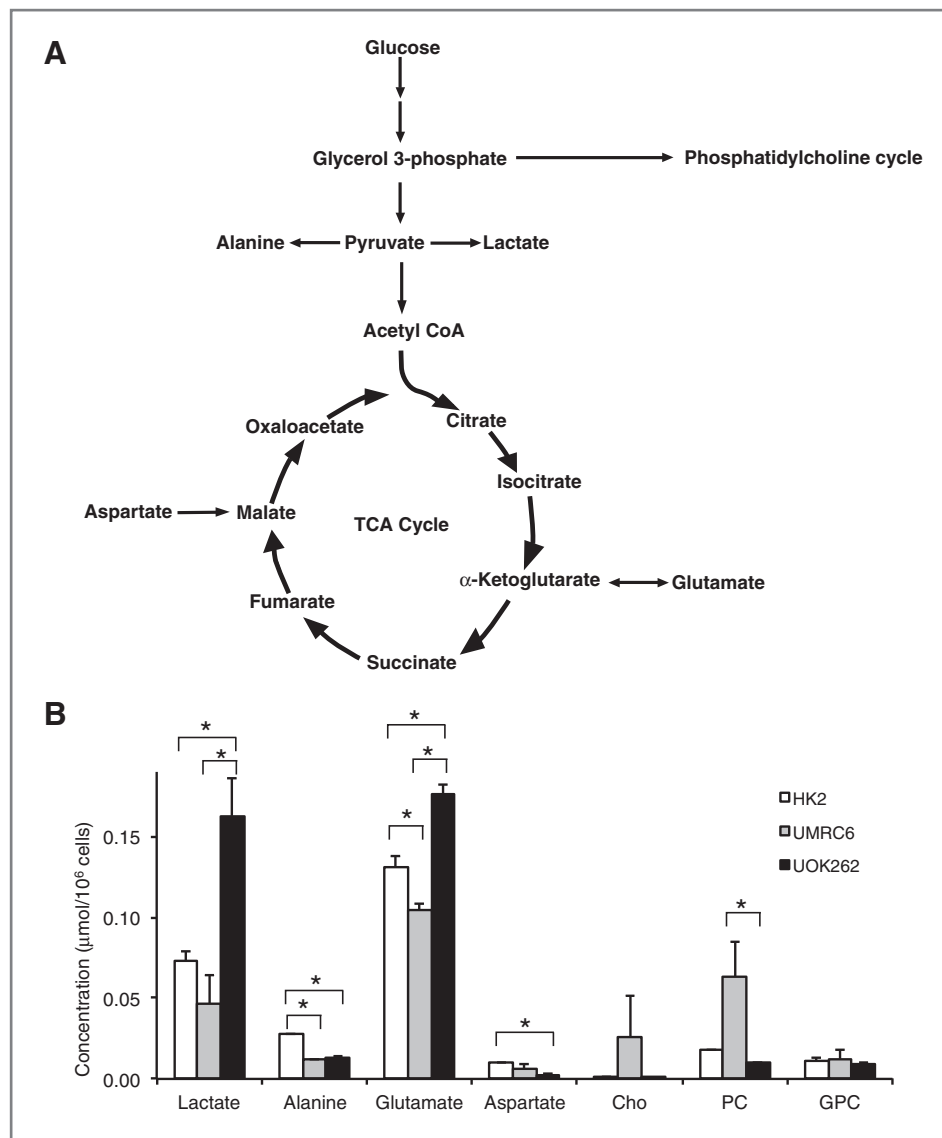 A
Glucose
Glycerol 3-phosphate
Phosphatidylcholine cycle
Alanine
Pyruvate
Lactate
Acetyl CoA
Oxaloacetate
Citrate
Isocitrate
Aspartate
Malate
TCA Cycle
α-Ketoglutarate
Glutamate
Fumarate
Succinate
B
Concentration (μmol/10⁶ cells)
0.15
0.10
0.05
0.00
*
*
*
*
*
*
*
*
*
HK2
UMRC6
UOK262
Lactate
Alanine
Glutamate
Aspartate
Cho
PC
GPC